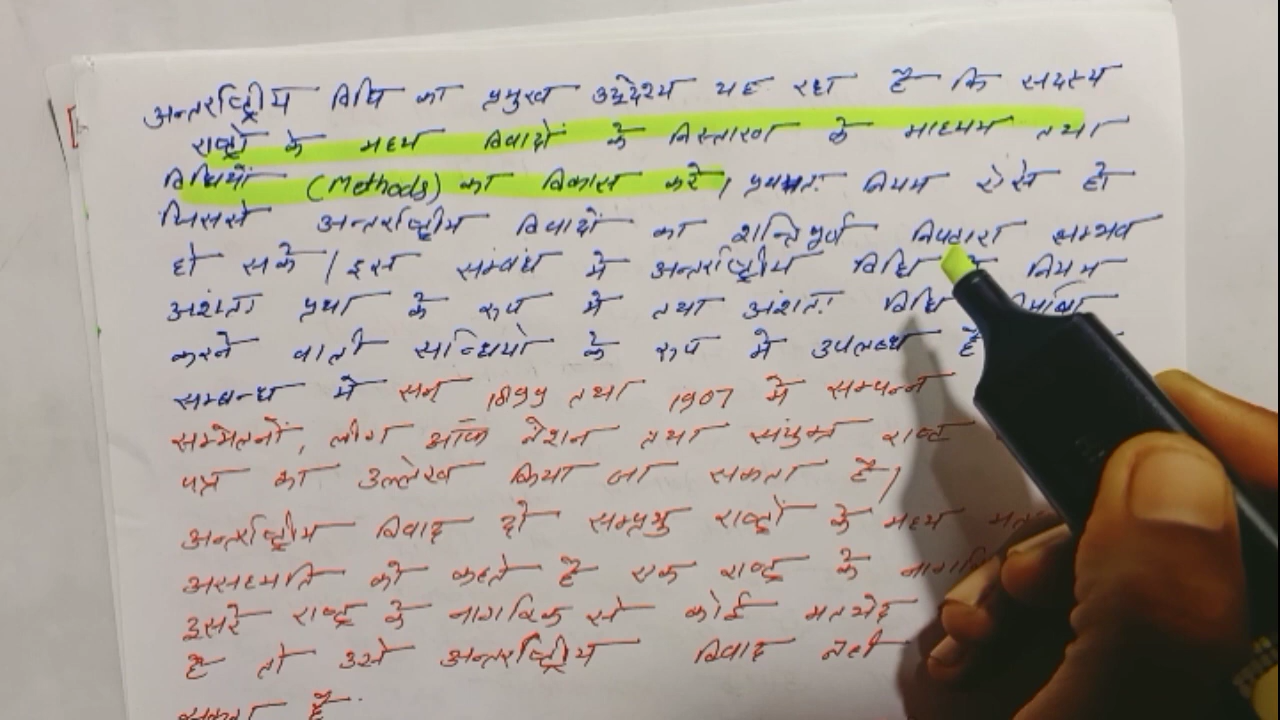 अन्तर्राष्ट्रीय विधि का प्रमुख उद्देश्य यह रहा है कि सदस्य
राष्ट्रो के मध्य विवादों के निस्तारण के माध्यम तथा
विधियों (Methods) का विकास करे, प्रथमतः नियम ऐसे हो
जिससे अन्तर्राष्ट्रीय विवादों का शान्तिपूर्ण निपटारा सम्भव
हो सके। इस सम्बंध में अन्तर्राष्ट्रीय विधि के नियम
अशंतः प्रथा के रूप में तथा अंशतः विधि
करने वाली सन्धियो के रूप में उपलब्ध है
सम्बन्ध में सन 1899 तथा 1907 में सम्पन्न
सम्मेलनों, लीग ऑफ नेशन तथा संयुक्त राष्ट्र
पत्र का उल्लेख किया जा सकता है।
अन्तर्राष्ट्रीय विवाद दो सम्प्रभु राष्ट्रों के मध्य
असहमति को कहते है एक राष्ट्र के
दूसरे राष्ट्र के नागरिक से कोई मतभेद
है तो उसे अन्तर्राष्ट्रीय विवाद नही
है